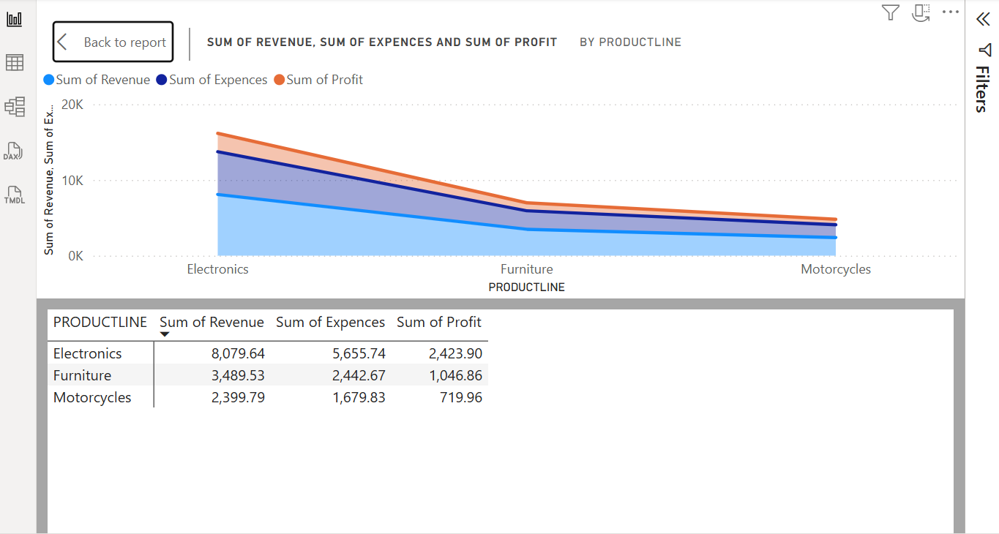 Back to report
SUM OF REVENUE, SUM OF EXPENCES AND SUM OF PROFIT BY PRODUCTLINE
Sum of Revenue Sum of Expences Sum of Profit
Sum of Revenue, Sum of Ex...
20K
10K
0K
Electronics Furniture Motorcycles
PRODUCTLINE
PRODUCTLINE Sum of Revenue Sum of Expences Sum of Profit
Electronics 8,079.64 5,655.74 2,423.90
Furniture 3,489.53 2,442.67 1,046.86
Motorcycles 2,399.79 1,679.83 719.96
DAX
TMDL
Filters